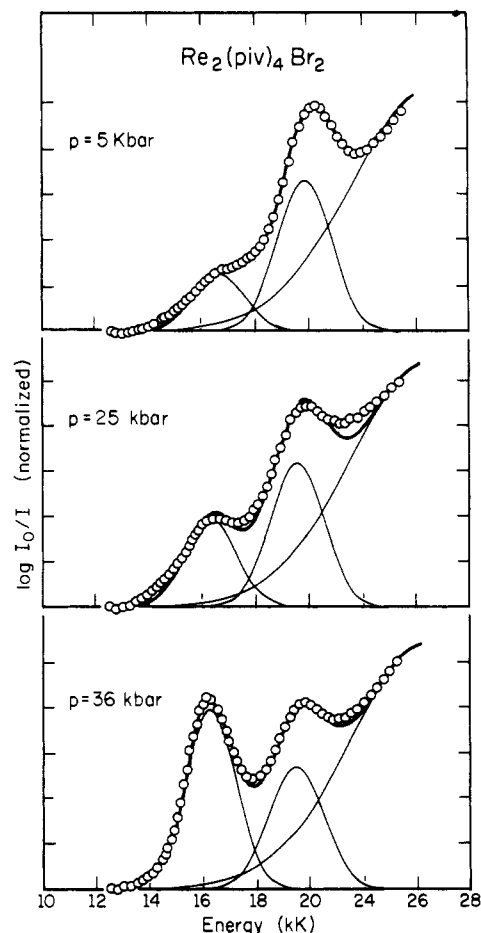 Re2(piv)4 Br2
p = 5 Kbar
p = 25 kbar
p = 36 kbar
log I0/I (normalized)
10 12 14 16 18 20 22 24 26 28
Energy (kK)